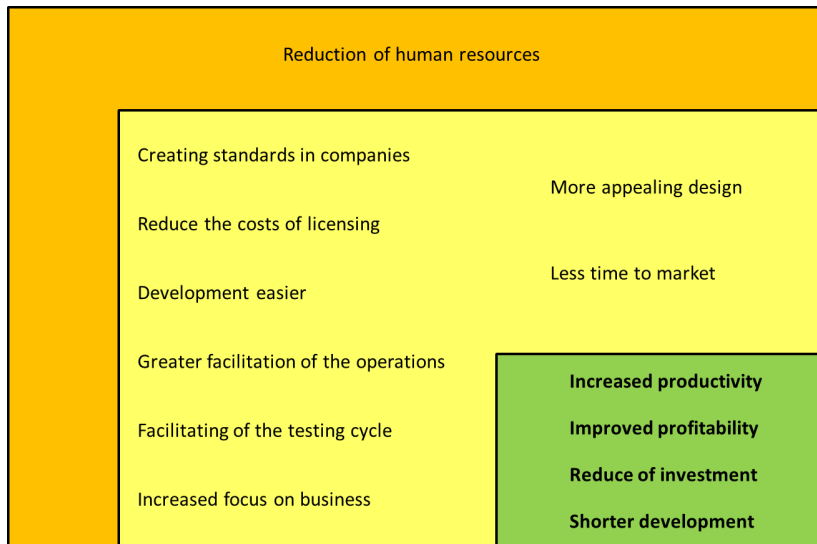 Reduction of human resources
Creating standards in companies
Reduce the costs of licensing
Development easier
Greater facilitation of the operations
Facilitating of the testing cycle
Increased focus on business
More appealing design
Less time to market
Increased productivity
Improved profitability
Reduce of investment
Shorter development